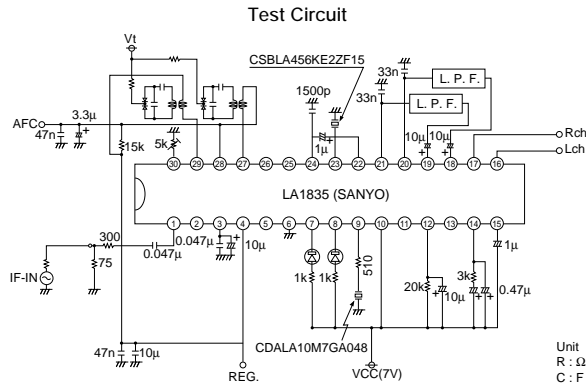 Test Circuit
Vt
CSBLA456KE2ZF15
33n
L. P. F.
1500p
33n
L. P. F.
3.3µ
AFC
47n
+
15k
5k
+
1µ
10µ
10µ
+
+
Rch
Lch
30 29 28 27 26 25 24 23 22 21 20 19 18 17 16
LA1835 (SANYO)
1 2 3 4 5 6 7 8 9 10 11 12 13 14 15
300
0.047µ
0.047µ
+
10µ
IF-IN
75
1k
1k
510
20k
+
10µ
3k
+
+
0.47µ
1µ
47n
10µ
CDALA10M7GA048
REG.
VCC(7V)
Unit
R : Ω
C : F